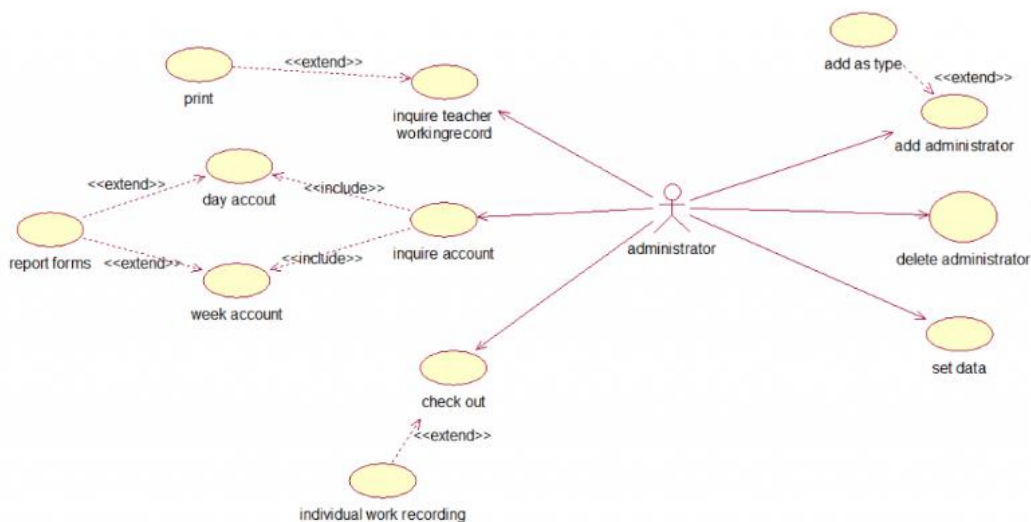 <<extend>>
add as type
<<extend>>
print
inquire teacher
workingrecord
add administrator
<<extend>>
<<include>>
day accout
administrator
report forms
<<extend>>
<<include>>
inquire account
delete administrator
week account
set data
check out
<<extend>>
individual work recording